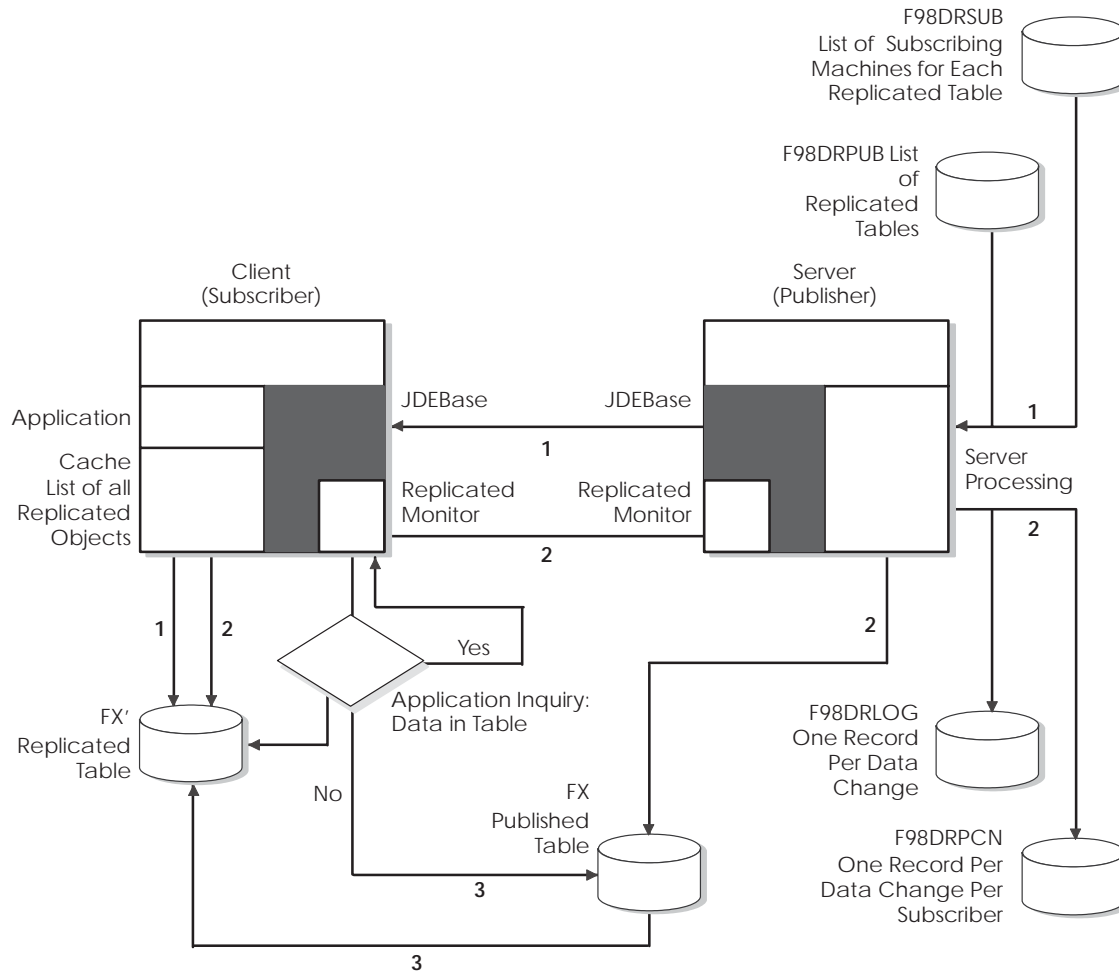 F98DRSUB
List of Subscribing
Machines for Each
Replicated Table
F98DRPUB List
of
Replicated
Tables
Client
(Subscriber)
Server
(Publisher)
Application
JDEBase
JDEBase
1
1
Cache
List of all
Replicated
Objects
Replicated
Monitor
Replicated
Monitor
Server
Processing
2
2
1
2
2
Yes
Application Inquiry:
Data in Table
FX'
Replicated
Table
No
FX
Published
Table
F98DRLOG
One Record
Per Data
Change
3
F98DRPCN
One Record Per
Data Change Per
Subscriber
3